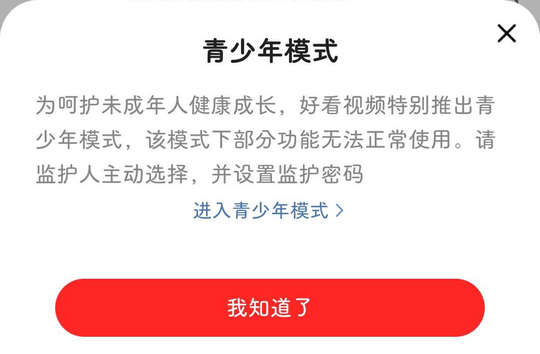 青少年模式
为呵护未成年人健康成长，好看视频特别推出青
少年模式，该模式下部分功能无法正常使用。请
监护人主动选择，并设置监护密码
进入青少年模式 >
我知道了